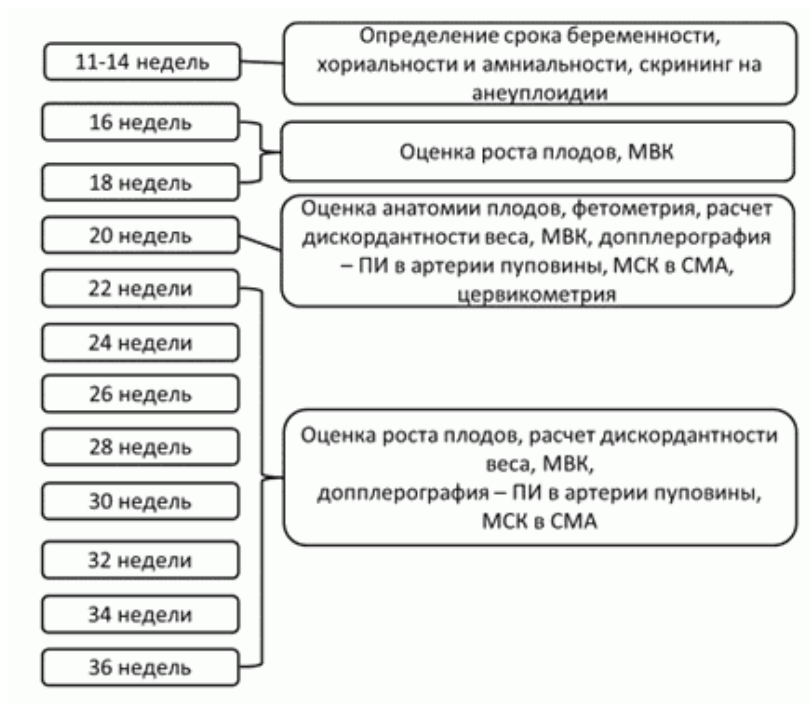 11-14 недель
Определение срока беременности,
хориальности и амниальности, скрининг на
анеуплоидии
16 недель
18 недель
Оценка роста плодов, МВК
20 недель
Оценка анатомии плодов, фетометрия, расчет
дискордантности веса, МВК, допплерография
– ПИ в артерии пуповины, МСК в СМА,
цервикометрия
22 недели
24 недели
26 недель
28 недель
30 недель
32 недели
34 недели
36 недель
Оценка роста плодов, расчет дискордантности
веса, МВК,
допплерография – ПИ в артерии пуповины,
МСК в СМА